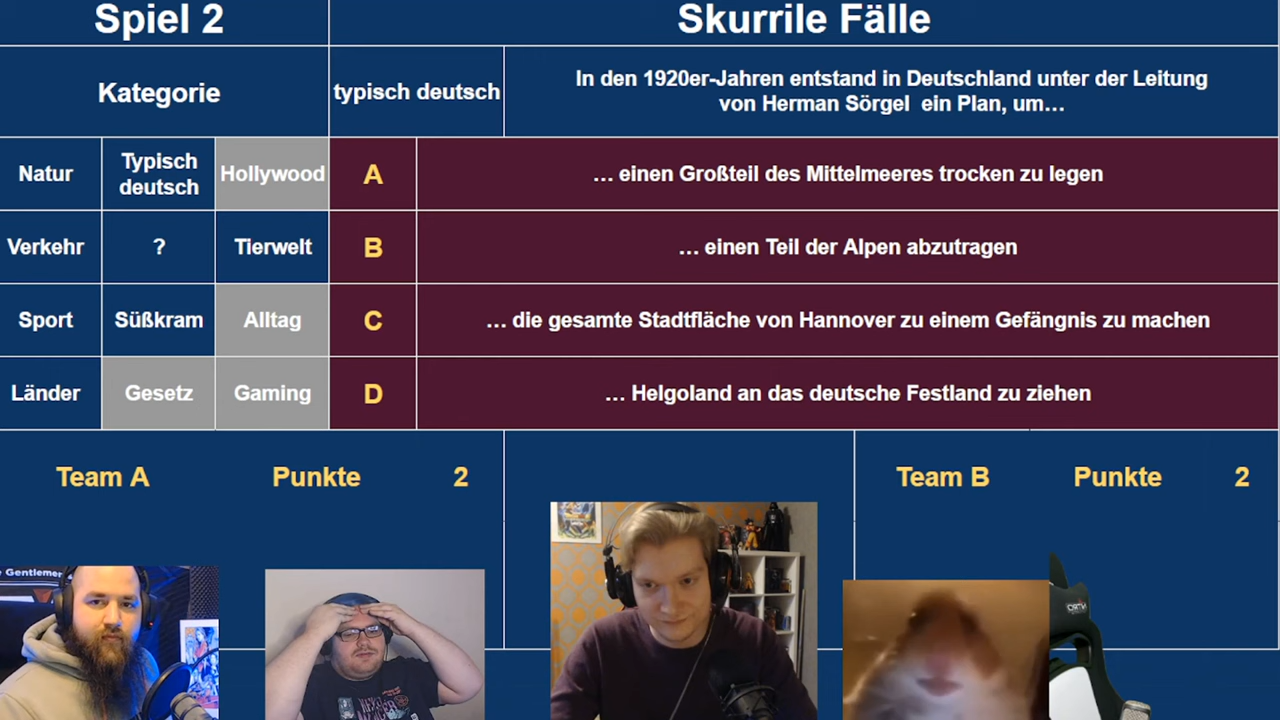 Spiel 2
Skurrile Fälle
Kategorie
typisch deutsch
In den 1920er-Jahren entstand in Deutschland unter der Leitung
von Herman Sörgel ein Plan, um…
Natur
Typisch
deutsch
Hollywood
A
… einen Großteil des Mittelmeeres trocken zu legen
Verkehr
?
Tierwelt
B
… einen Teil der Alpen abzutragen
Sport
Süßkram
Alltag
C
… die gesamte Stadtfläche von Hannover zu einem Gefängnis zu machen
Länder
Gesetz
Gaming
D
… Helgoland an das deutsche Festland zu ziehen
Team A
Punkte
2
Team B
Punkte
2